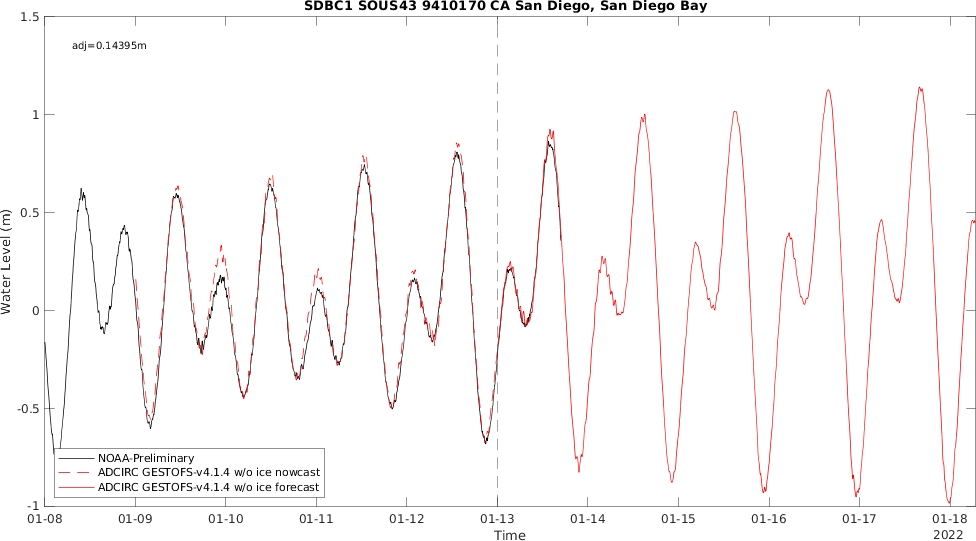 SDBC1 SOUS43 9410170 CA San Diego, San Diego Bay
adj=0.14395m
1.5
1
0.5
0
-0.5
-1
Water Level (m)
NOAA-Preliminary
ADCIRC GESTOFS-v4.1.4 w/o ice nowcast
ADCIRC GESTOFS-v4.1.4 w/o ice forecast
01-08 01-09 01-10 01-11 01-12 01-13 01-14 01-15 01-16 01-17 01-18
Time
2022